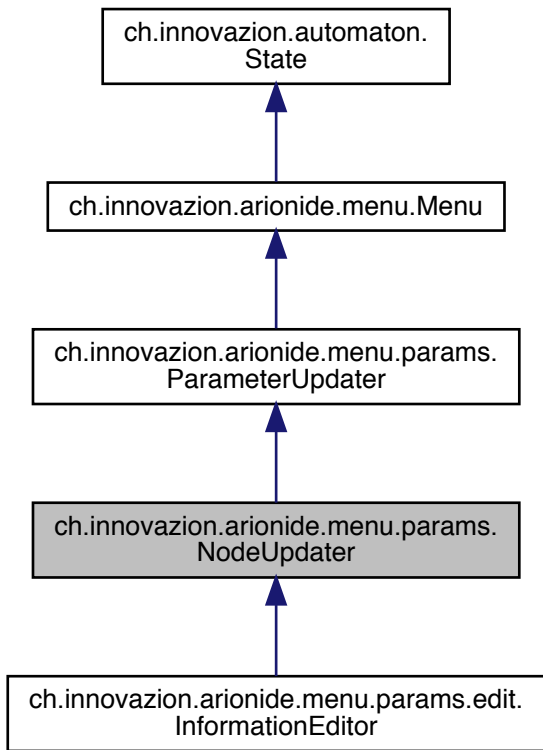 ch.innovazion.automaton.
State
ch.innovazion.arionide.menu.Menu
ch.innovazion.arionide.menu.params.
ParameterUpdater
ch.innovazion.arionide.menu.params.
NodeUpdater
ch.innovazion.arionide.menu.params.edit.
InformationEditor